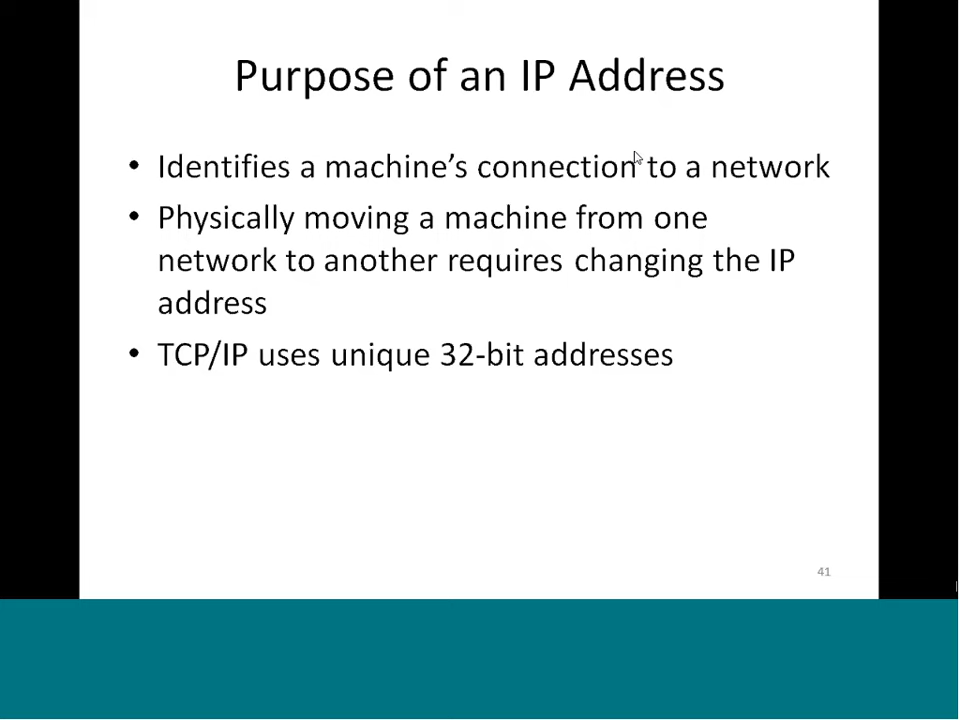 Purpose of an IP Address
• Identifies a machine's connection to a network
• Physically moving a machine from one
network to another requires changing the IP
address
• TCP/IP uses unique 32-bit addresses
41